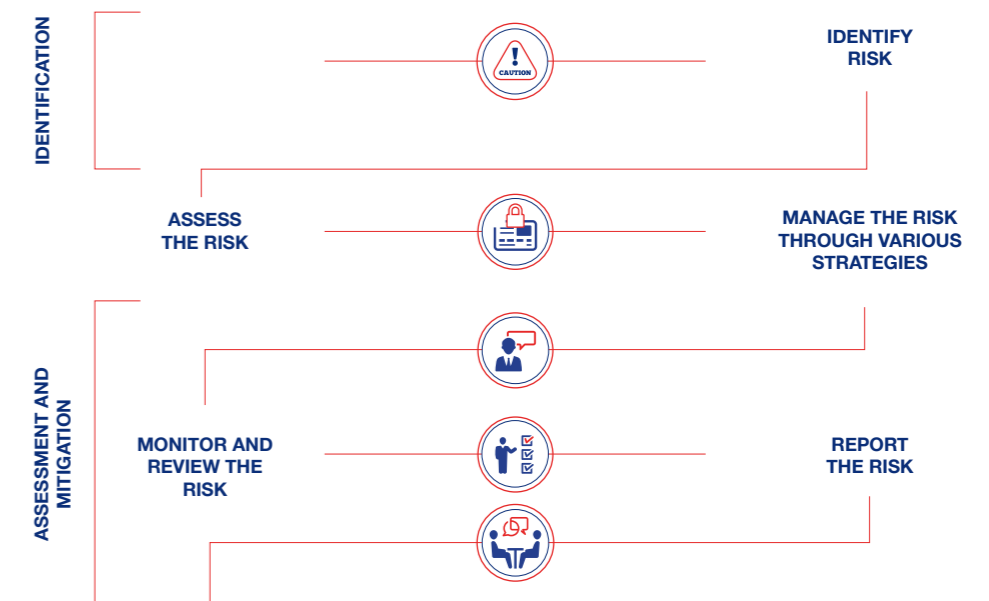 IDENTIFICATION
CAUTION
IDENTIFY
RISK
ASSESS
THE RISK
MANAGE THE RISK
THROUGH VARIOUS
STRATEGIES
ASSESSMENT AND
MITIGATION
MONITOR AND
REVIEW THE
RISK
REPORT
THE RISK